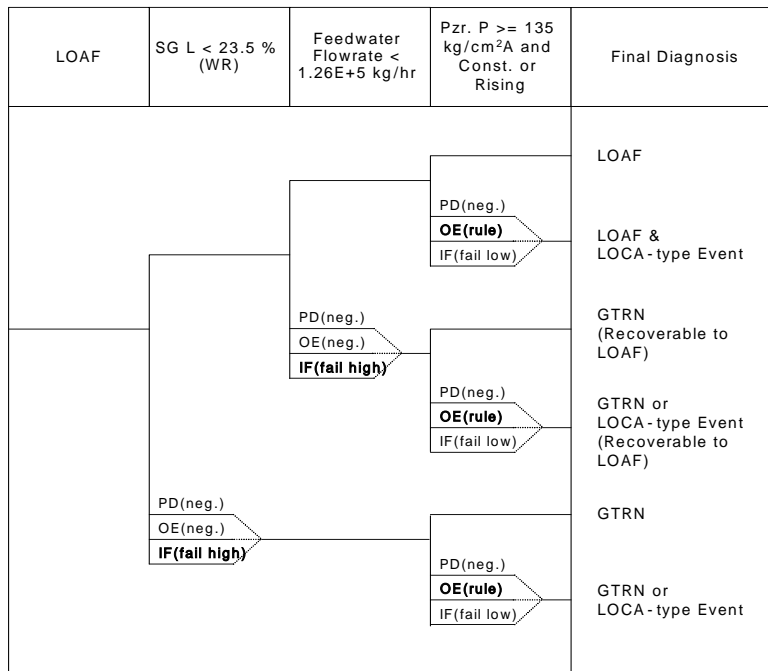 LOAF
SG L < 23.5 %
(WR)
Feedwater
Flowrate <
1.26E+5 kg/hr
Pzr. P >= 135
kg/cm²A and
Const. or
Rising
Final Diagnosis
LOAF
PD(neg.)
OE(rule)
IF(fail low)
LOAF &
LOCA-type Event
PD(neg.)
OE(neg.)
IF(fail high)
GTRN
(Recoverable to
LOAF)
PD(neg.)
OE(rule)
IF(fail low)
GTRN or
LOCA-type Event
(Recoverable to
LOAF)
PD(neg.)
OE(neg.)
IF(fail high)
GTRN
PD(neg.)
OE(rule)
IF(fail low)
GTRN or
LOCA-type Event